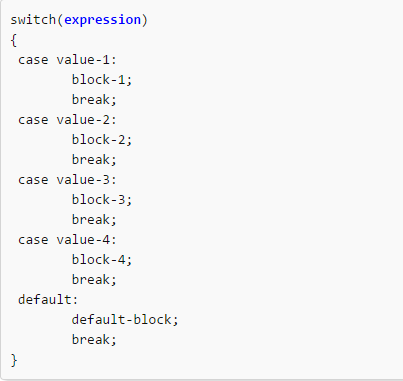 switch(expression)
{
 case value-1:
        block-1;
        break;
 case value-2:
        block-2;
        break;
 case value-3:
        block-3;
        break;
 case value-4:
        block-4;
        break;
 default:
        default-block;
        break;
}